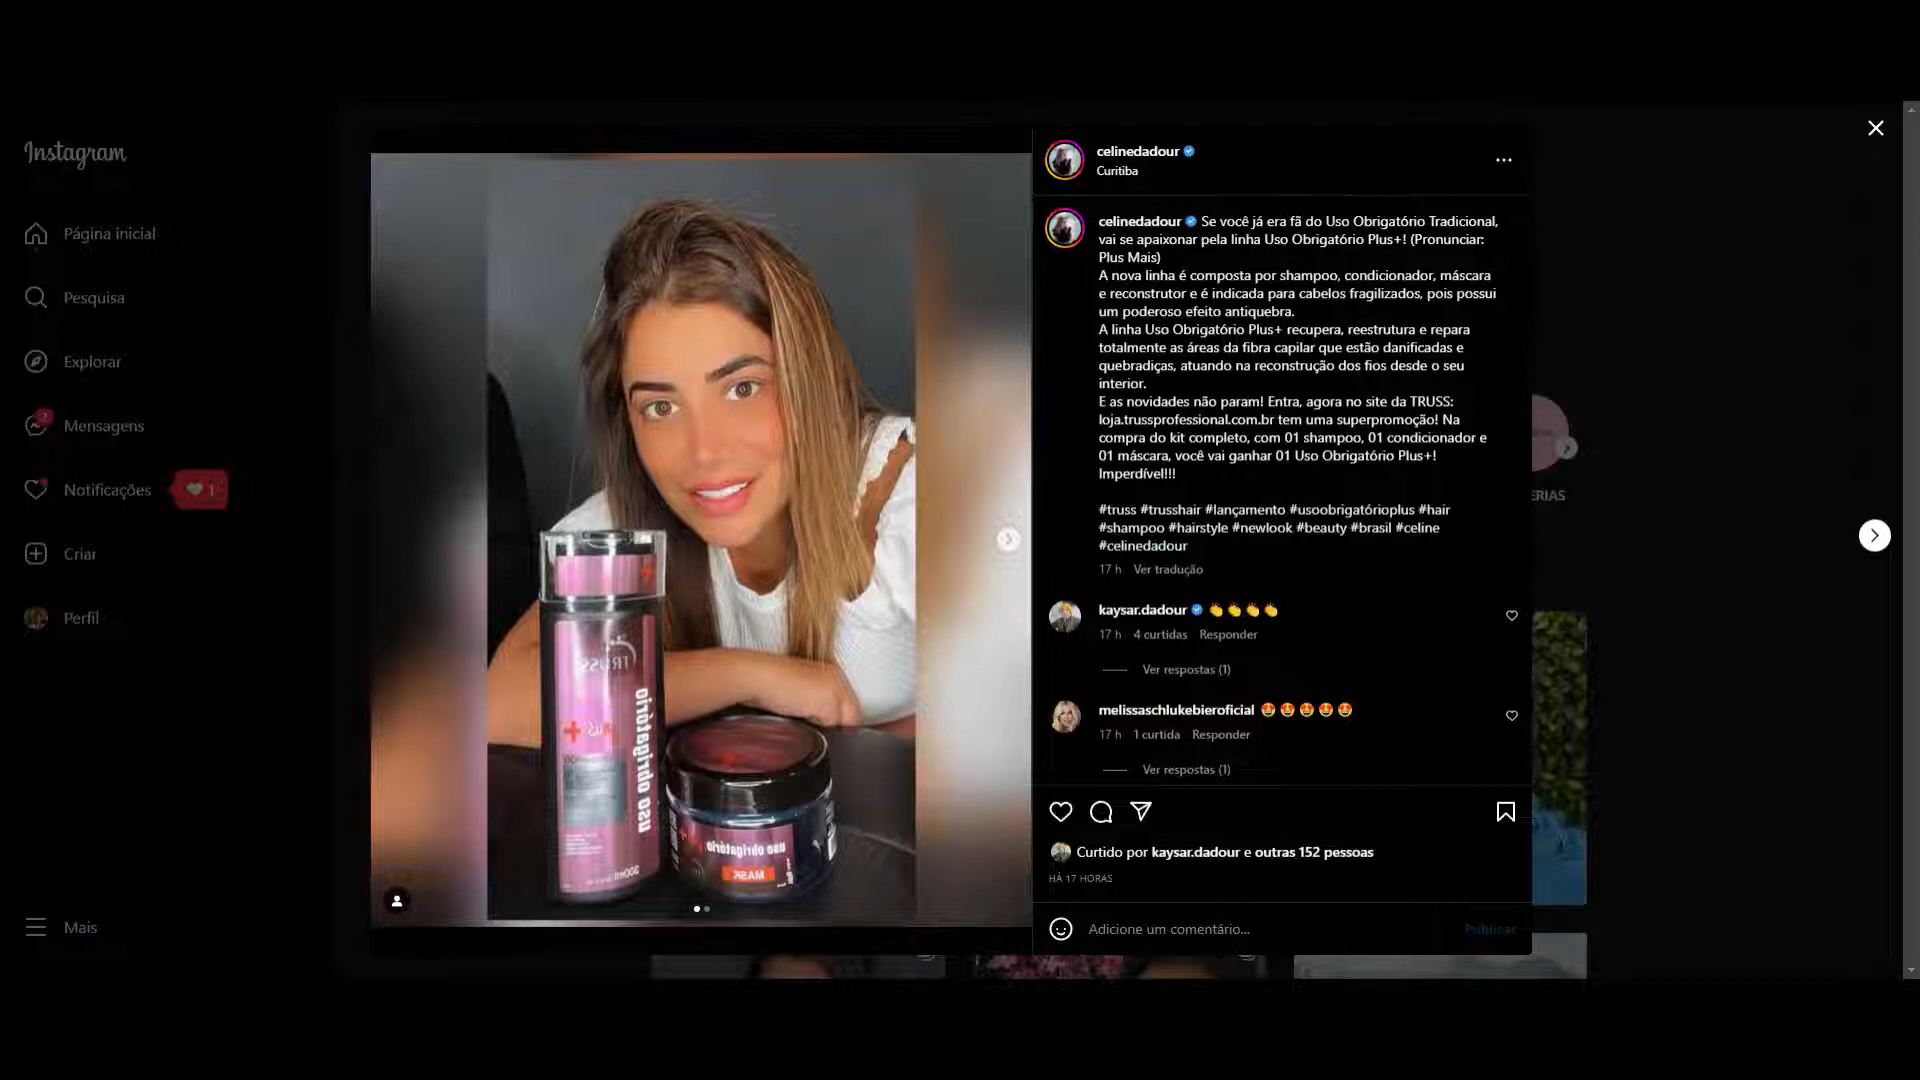 Instagram
Página inicial
Pesquisa
Explorar
Mensagens
Notificações
1
Criar
Perfil
Mais
TRUSS
uso obrigatório
300ml
uso obrigatório
MASK
celinedadour
Curitiba
celinedadour Se você já era fã do Uso Obrigatório Tradicional,
vai se apaixonar pela linha Uso Obrigatório Plus+! (Pronunciar:
Plus Mais)
A nova linha é composta por shampoo, condicionador, máscara
e reconstrutor e é indicada para cabelos fragilizados, pois possui
um poderoso efeito antiquebra.
A linha Uso Obrigatório Plus+ recupera, reestrutura e repara
totalmente as áreas da fibra capilar que estão danificadas e
quebradiças, atuando na reconstrução dos fios desde o seu
interior.
E as novidades não param! Entra, agora no site da TRUSS:
loja.trussprofessional.com.br tem uma superpromoção! Na
compra do kit completo, com 01 shampoo, 01 condicionador e
01 máscara, você vai ganhar 01 Uso Obrigatório Plus+!
Imperdível!!!
#truss #trusshair #lançamento #usoobrigatórioplus #hair
#shampoo #hairstyle #newlook #beauty #brasil #celine
#celinedadour
17 h Ver tradução
kaysar.dadour 👏👏👏👏
17 h 4 curtidas Responder
Ver respostas (1)
melissaschlukebieroficial 🤩🤩🤩🤩🤩
17 h 1 curtida Responder
Ver respostas (1)
Curtido por kaysar.dadour e outras 152 pessoas
HÁ 17 HORAS
Adicione um comentário...
Publicar
ERIAS